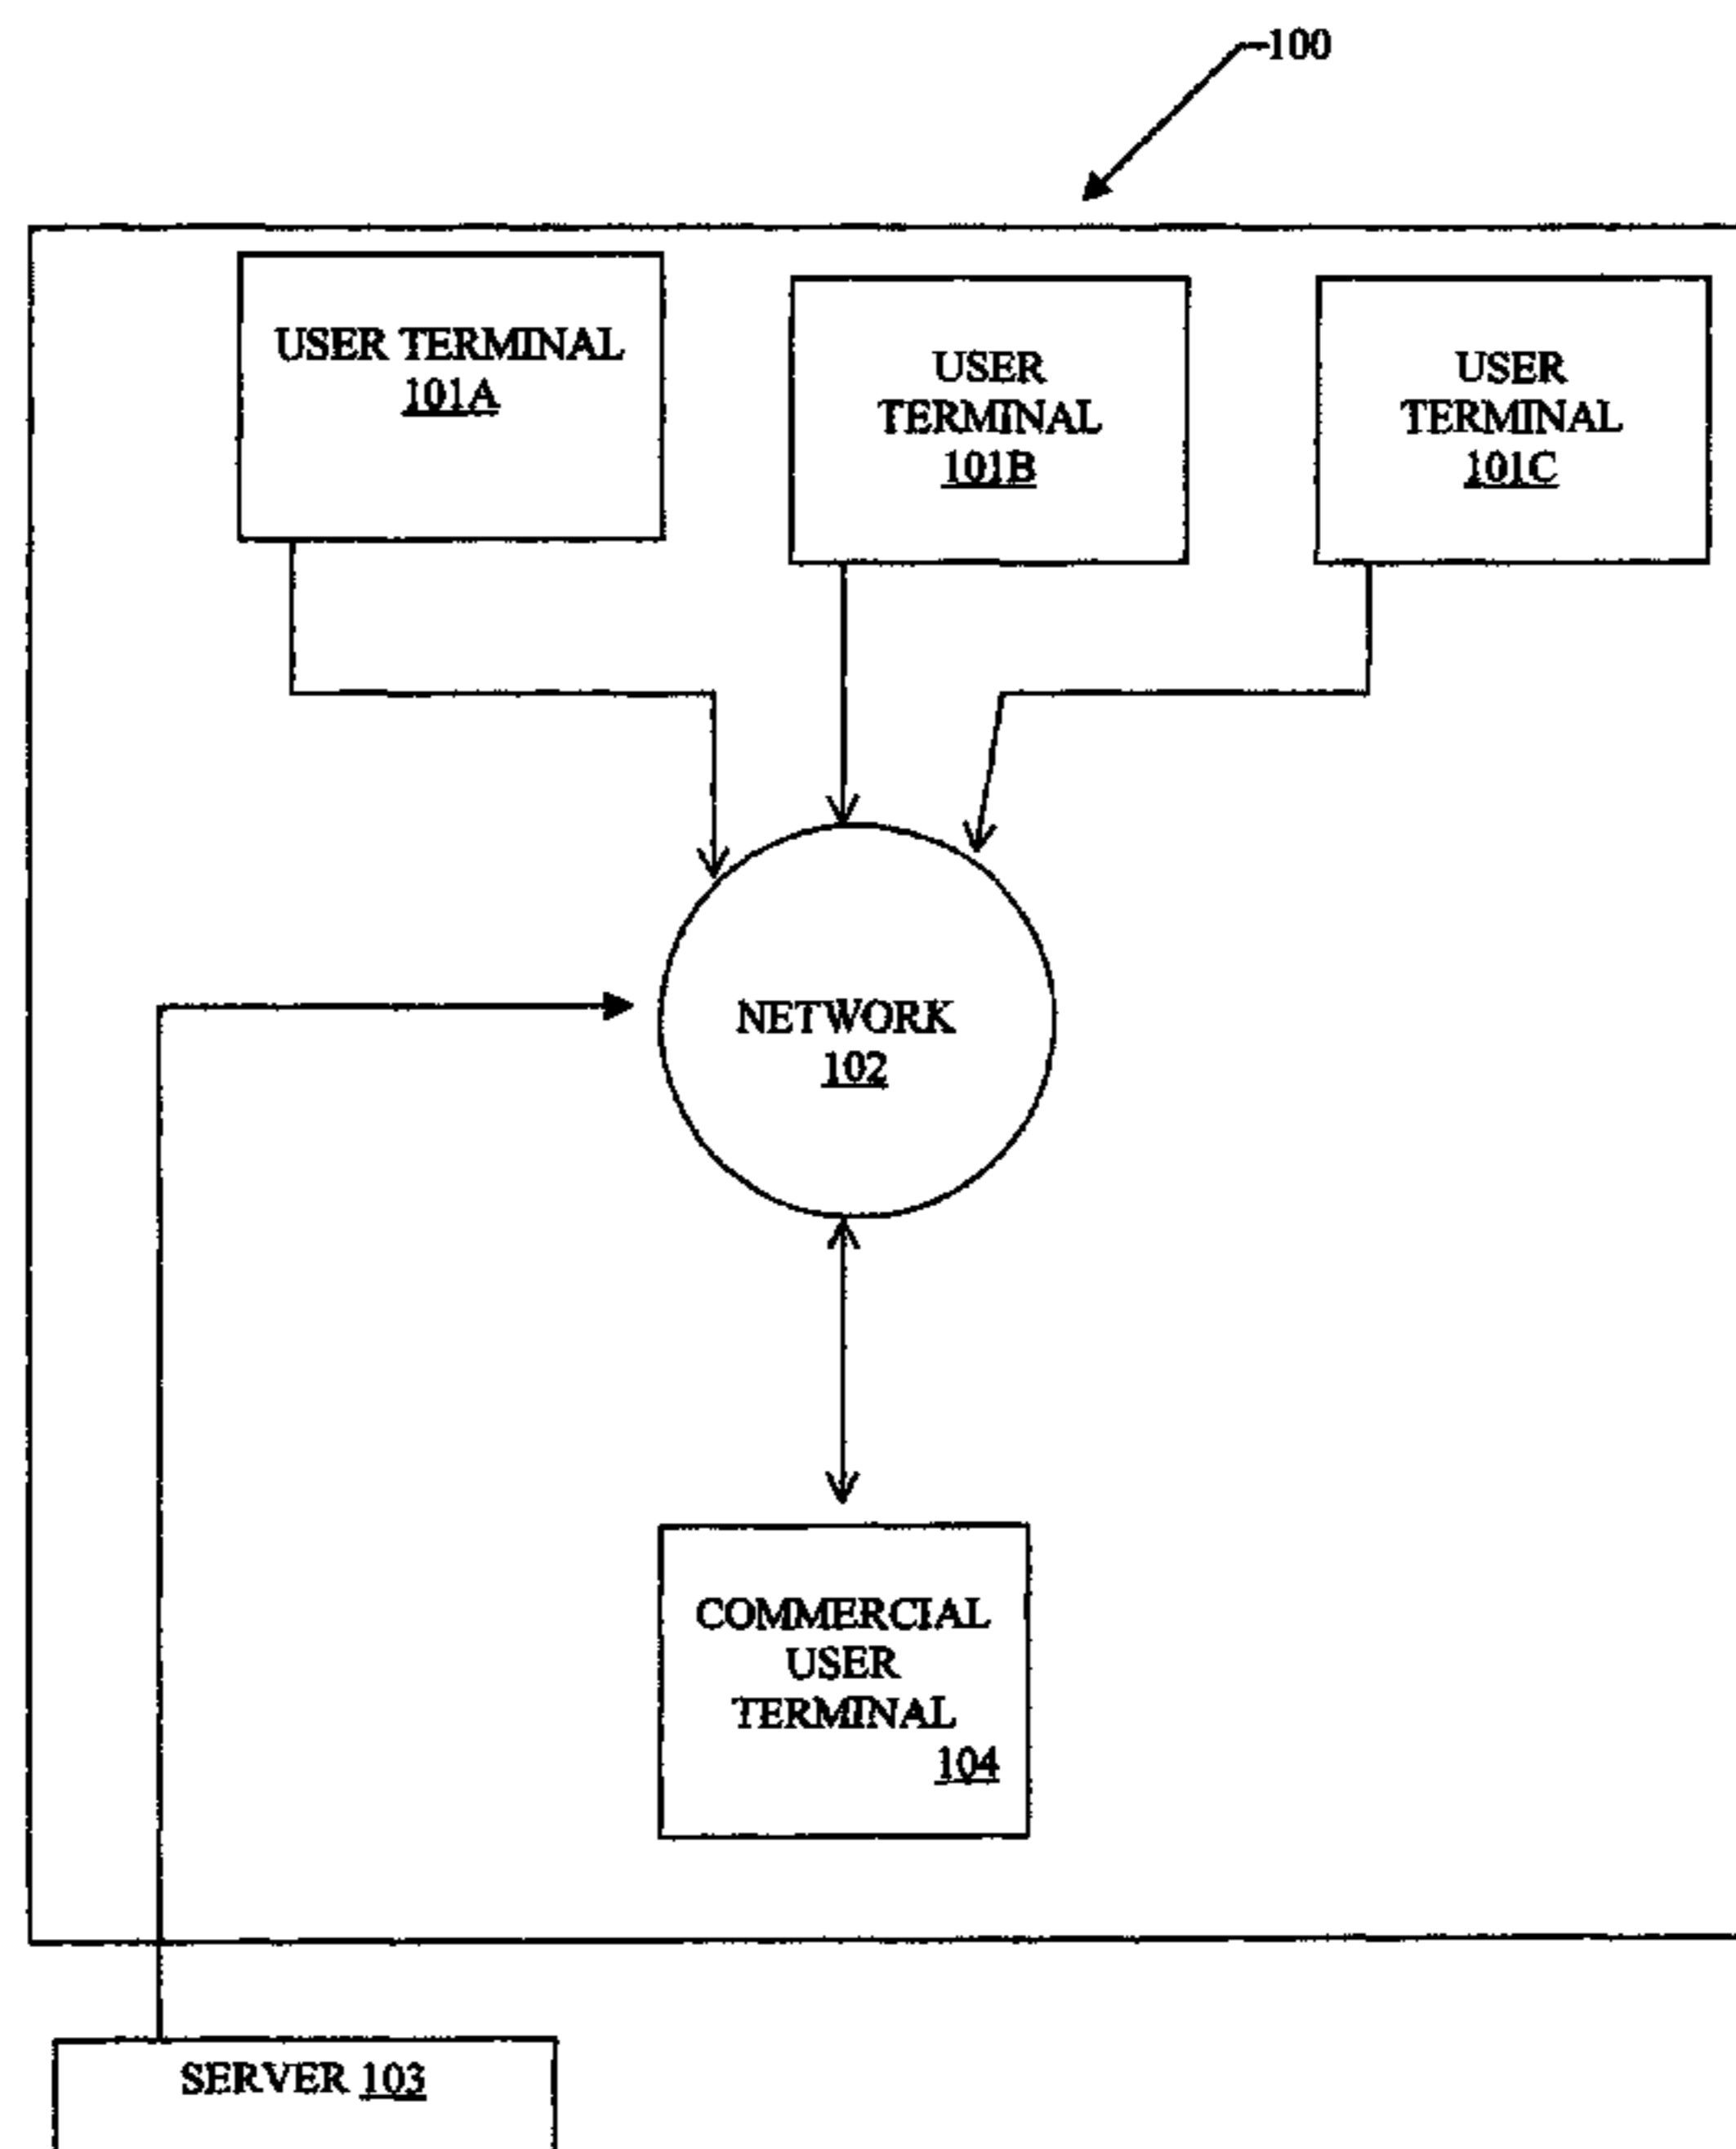 100
USER TERMINAL
101A
USER
TERMINAL
101B
USER
TERMINAL
101C
NETWORK
102
COMMERCIAL
USER
TERMINAL
104
SERVER 103